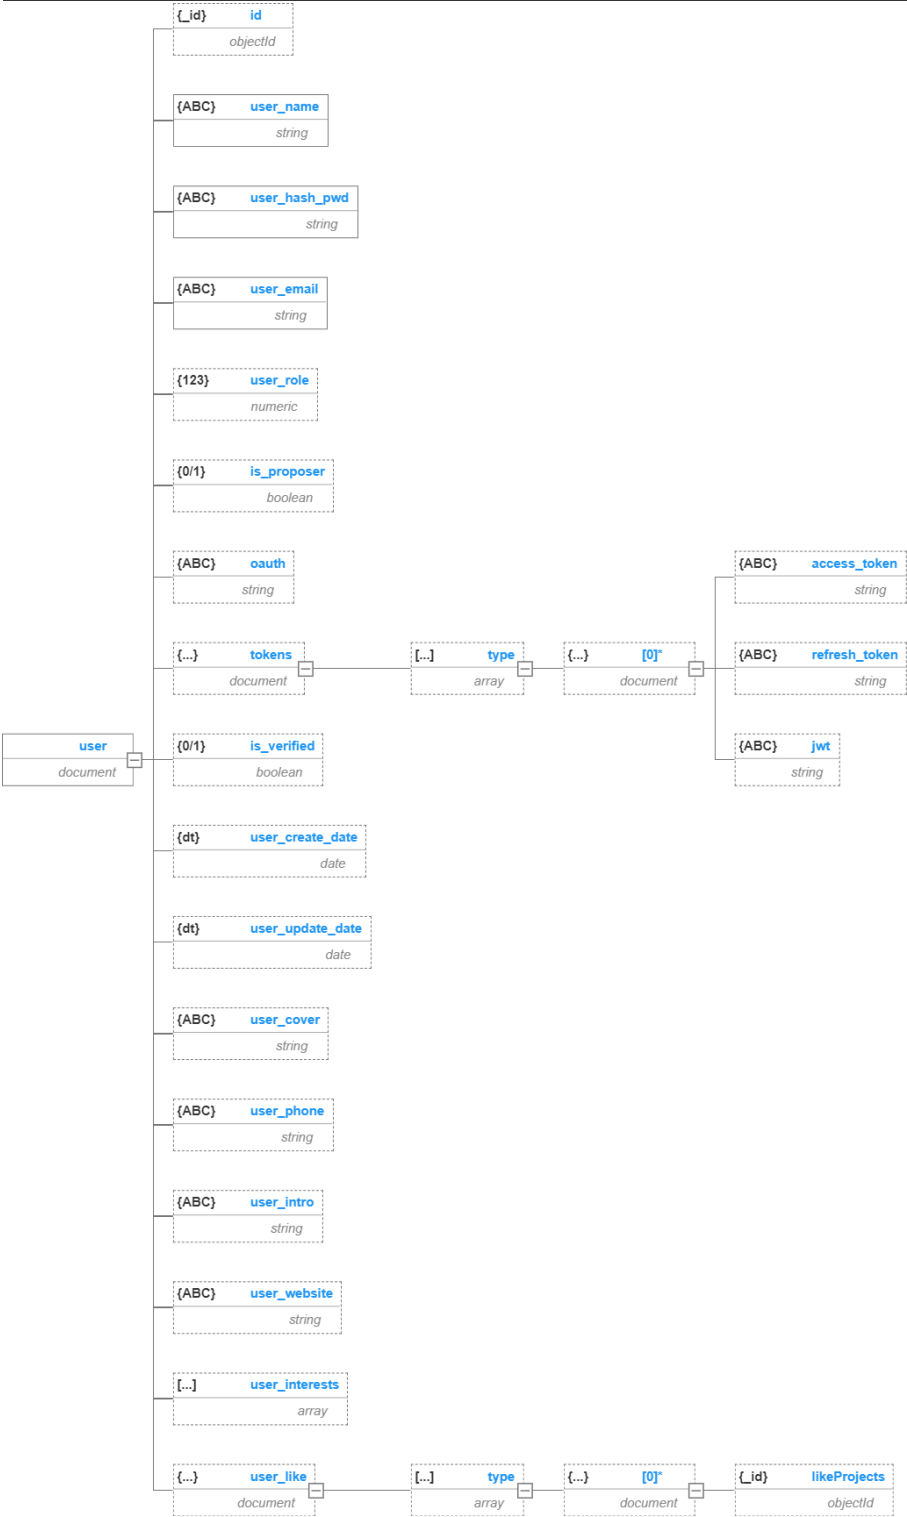 {_id} id
objectId
{ABC} user_name
string
{ABC} user_hash_pwd
string
{ABC} user_email
string
{123} user_role
numeric
{0/1} is_proposer
boolean
{ABC} oauth
string
{ABC} access_token
string
{...} tokens
document
[...] type
array
{...} [0]*
document
{ABC} refresh_token
string
user
document
{0/1} is_verified
boolean
{ABC} jwt
string
{dt} user_create_date
date
{dt} user_update_date
date
{ABC} user_cover
string
{ABC} user_phone
string
{ABC} user_intro
string
{ABC} user_website
string
[...] user_interests
array
{...} user_like
document
[...] type
array
{...} [0]*
document
{_id} likeProjects
objectId